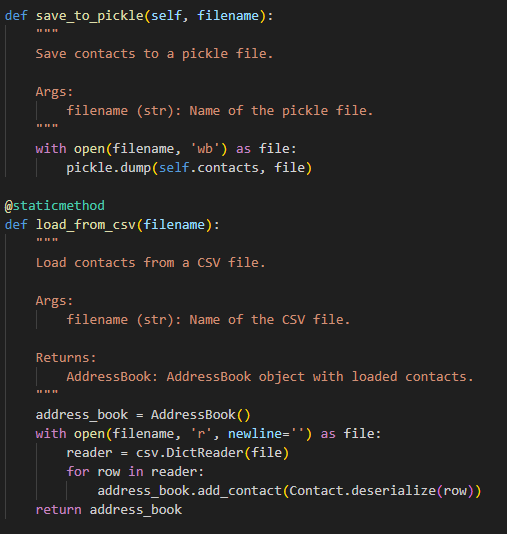 def save_to_pickle(self, filename):
    """
    Save contacts to a pickle file.

    Args:
        filename (str): Name of the pickle file.
    """
    with open(filename, 'wb') as file:
        pickle.dump(self.contacts, file)

@staticmethod
def load_from_csv(filename):
    """
    Load contacts from a CSV file.

    Args:
        filename (str): Name of the CSV file.

    Returns:
        AddressBook: AddressBook object with loaded contacts.
    """
    address_book = AddressBook()
    with open(filename, 'r', newline='') as file:
        reader = csv.DictReader(file)
        for row in reader:
            address_book.add_contact(Contact.deserialize(row))
    return address_book